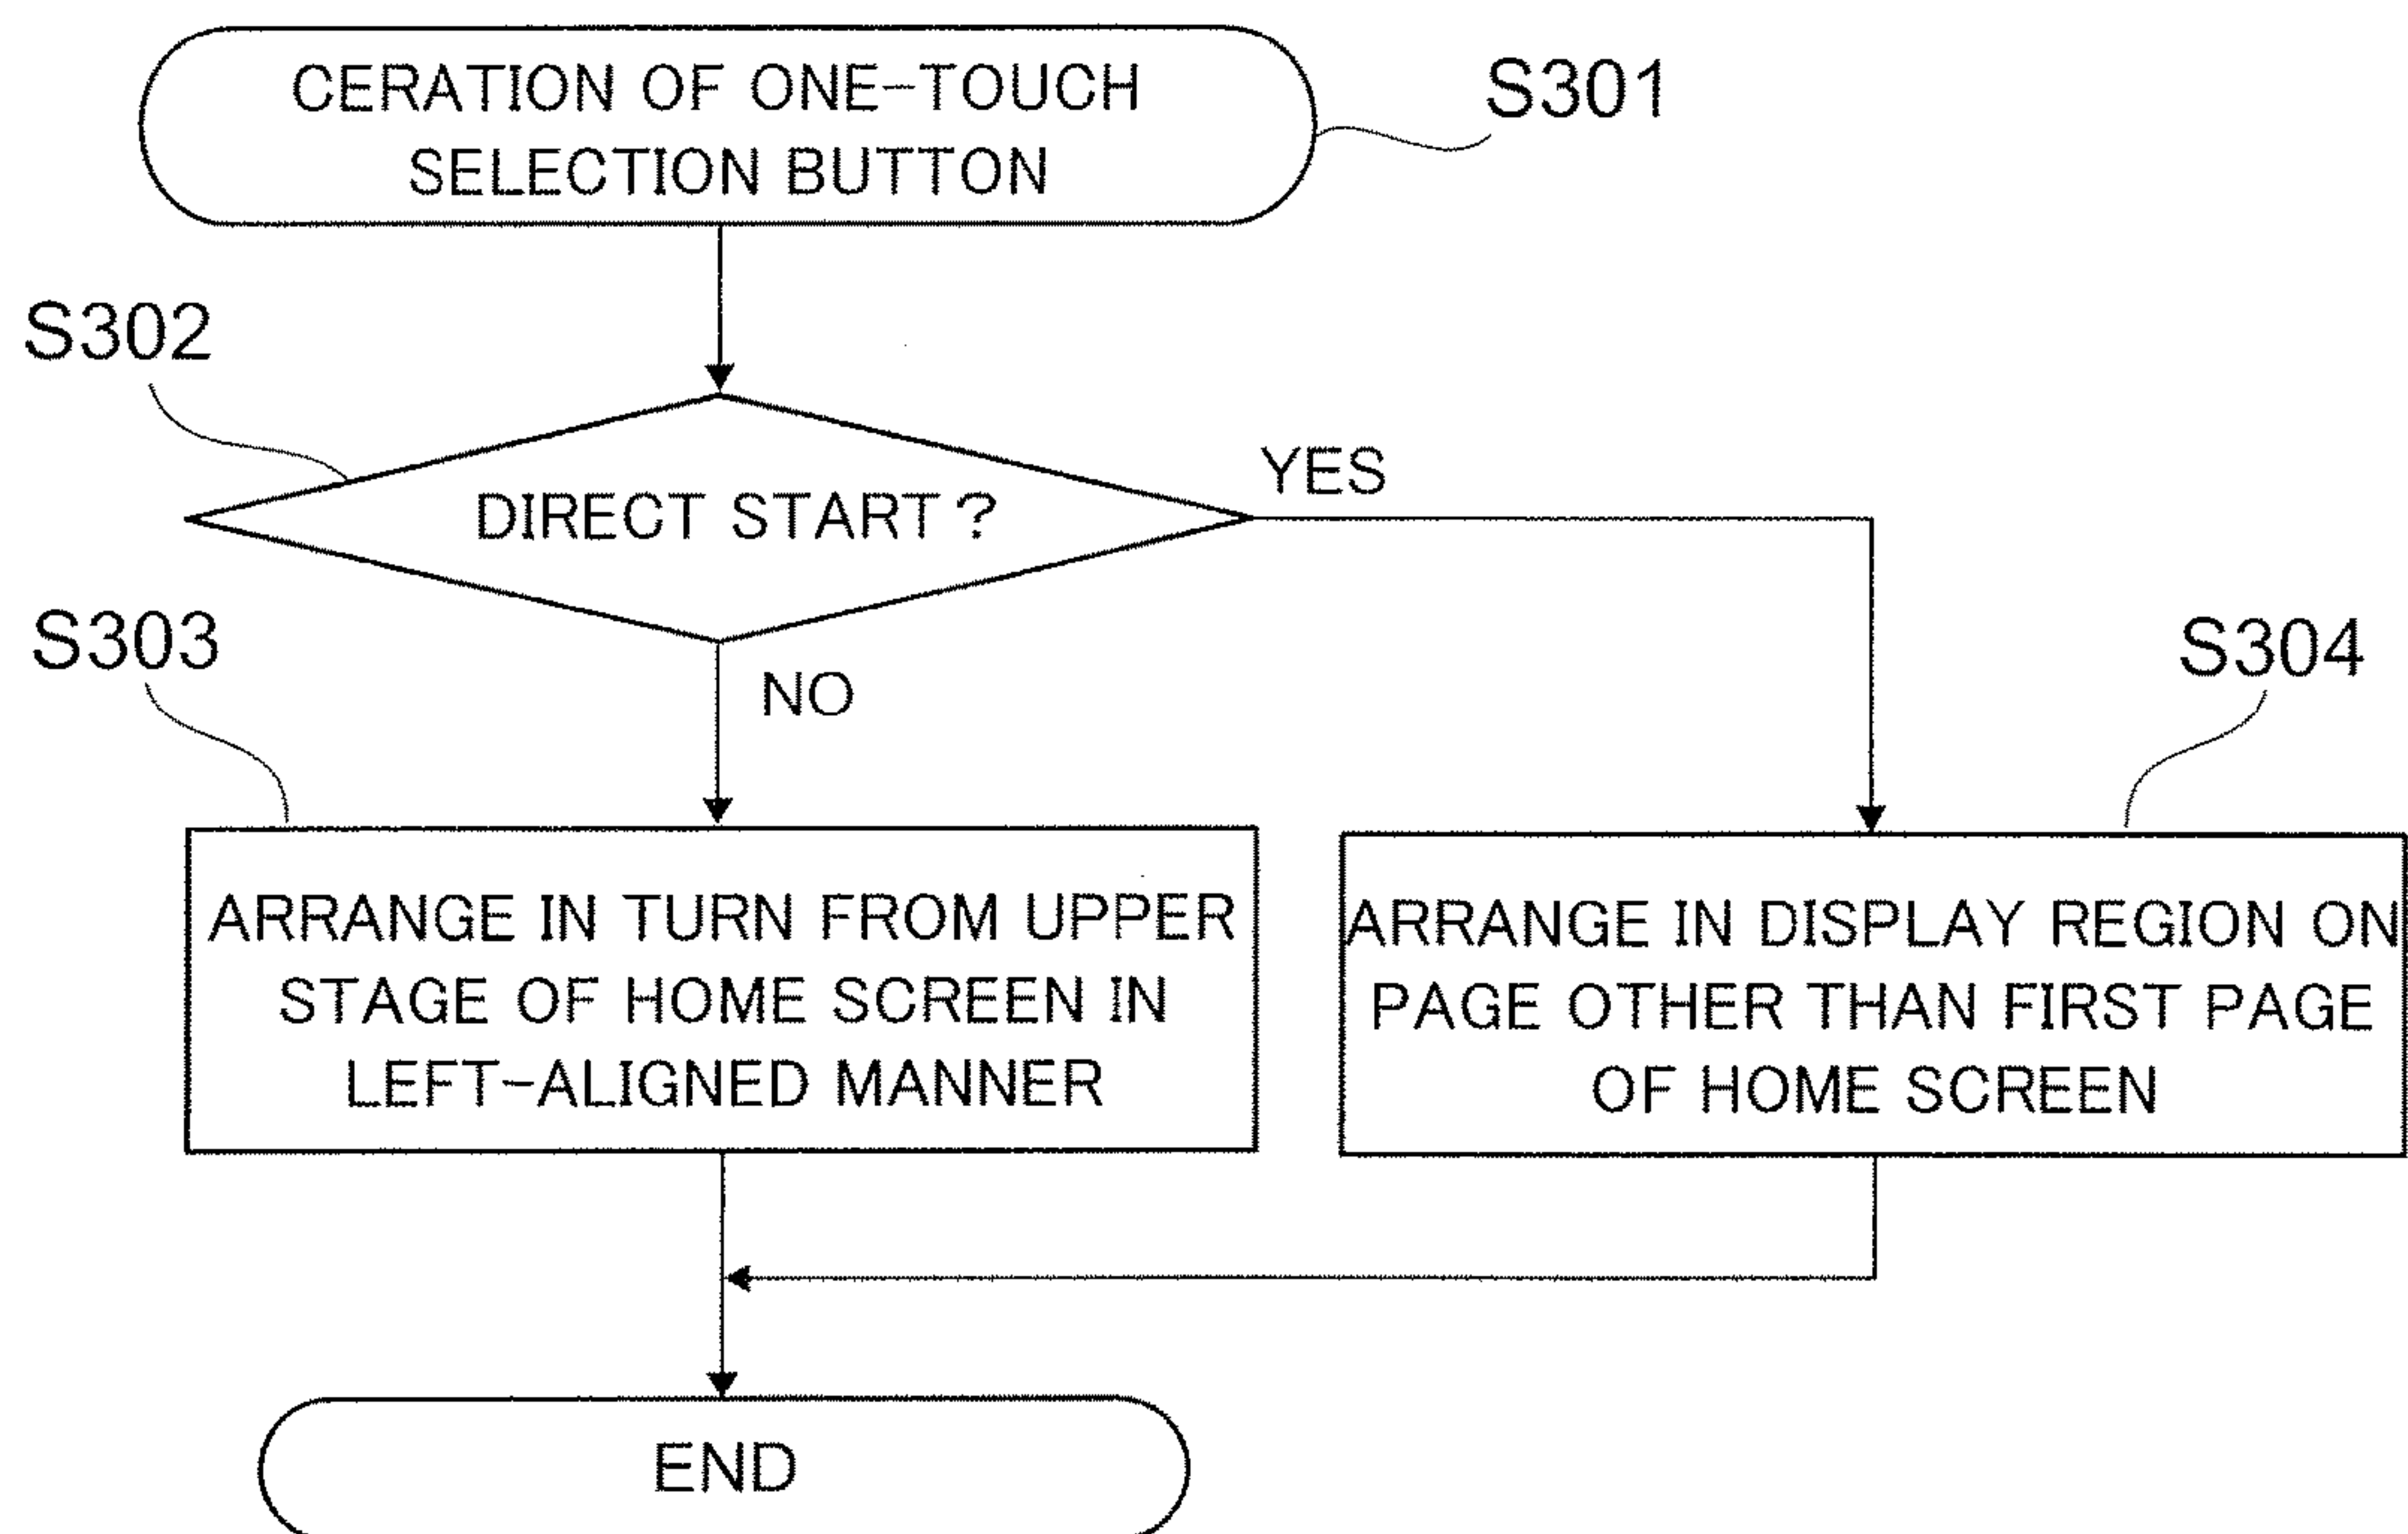 CERATION OF ONE-TOUCH
SELECTION BUTTON
S301
S302
DIRECT START ?
YES
S303
NO
S304
ARRANGE IN TURN FROM UPPER
STAGE OF HOME SCREEN IN
LEFT-ALIGNED MANNER
ARRANGE IN DISPLAY REGION ON
PAGE OTHER THAN FIRST PAGE
OF HOME SCREEN
END